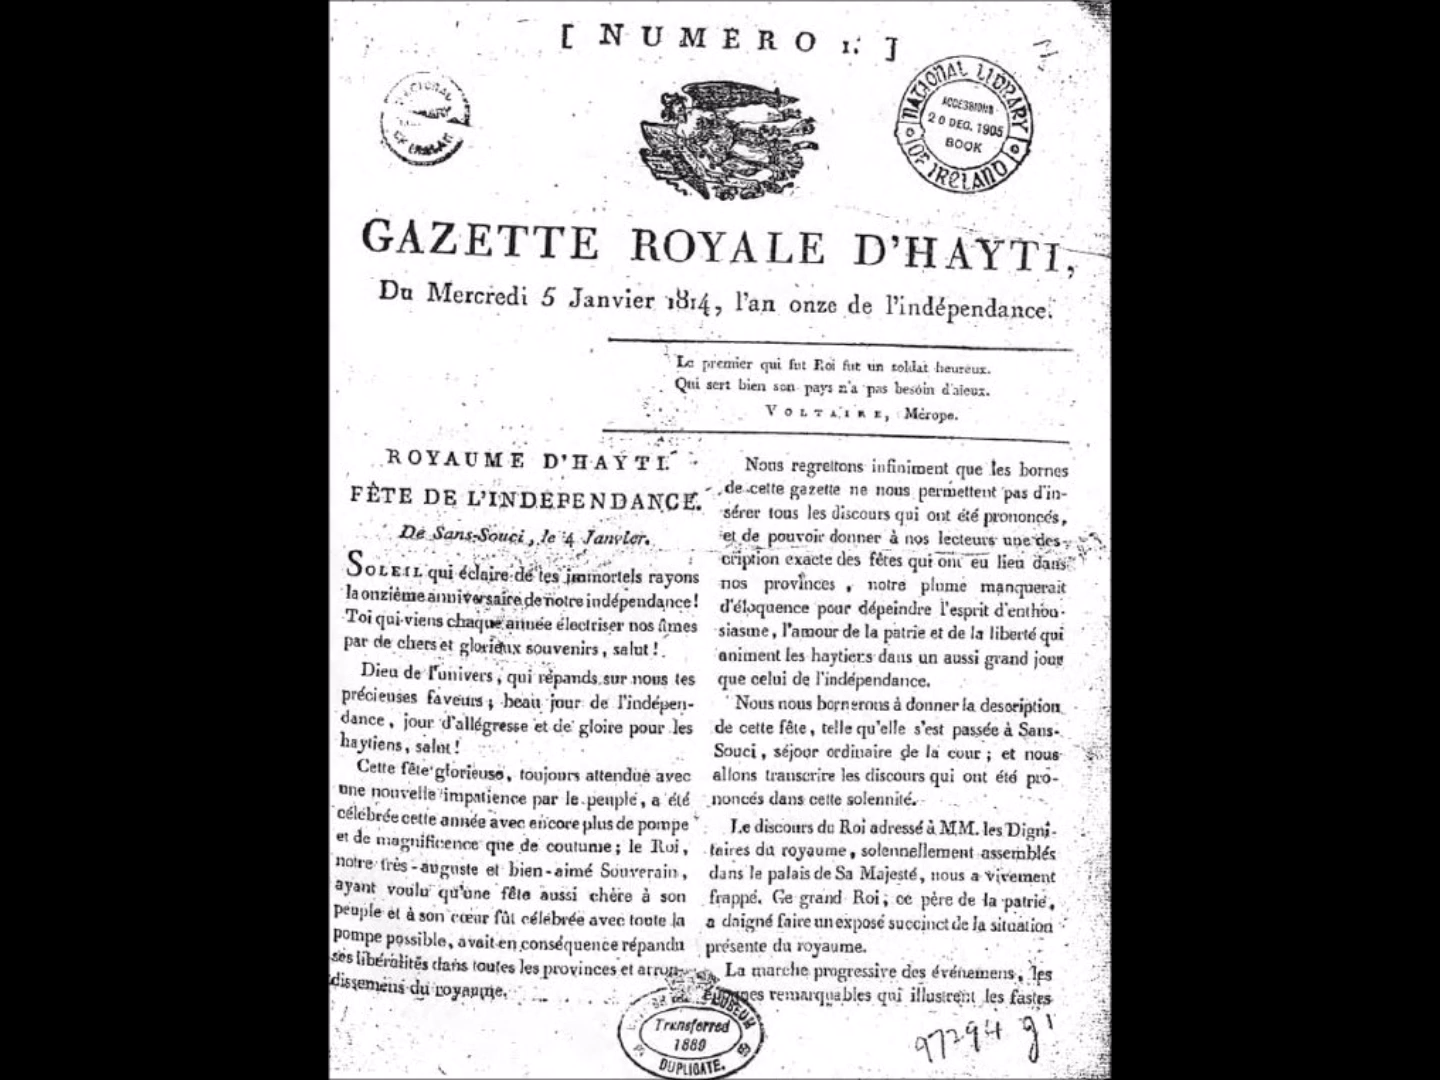 [ NUMERO 1. ]
NATIONAL LIBRARY OF IRELAND
ACCESSIONS
20 DEC. 1905
BOOK
GAZETTE ROYALE D'HAYTI,
Du Mercredi 5 Janvier 1814, l'an onze de l'indépendance.
Le premier qui fut Roi fut un soldat heureux.
Qui sert bien son pays n'a pas besoin d'aïeux.
VOLTAIRE, Mérope.
ROYAUME D'HAYTI.
FÊTE DE L'INDÉPENDANCE.
De Sans-Souci, le 4 Janvier.
SOLEIL qui éclaire de tes immortels rayons
la onzième anniversaire de notre indépendance!
Toi qui viens chaque année électriser nos âmes
par de chers et glorieux souvenirs, salut!
Dieu de l'univers, qui répands sur nous tes
précieuses faveurs; beau jour de l'indépen-
dance, jour d'allégresse et de gloire pour les
haytiens, salut!
Cette fête glorieuse, toujours attendue avec
une nouvelle impatience par le peuple, a été
célébrée cette année avec encore plus de pompe
et de magnificence que de coutume; le Roi,
notre très-auguste et bien-aimé Souverain,
ayant voulu qu'une fête aussi chère à son
peuple et à son cœur fût célébrée avec toute la
pompe possible, avait en conséquence répandu
ses libéralités dans toutes les provinces et arron-
dissemens du royaume.
Nous regrettons infiniment que les bornes
de cette gazette ne nous permettent pas d'in-
sérer tous les discours qui ont été prononcés,
et de pouvoir donner à nos lecteurs une des-
cription exacte des fêtes qui ont eu lieu dans
nos provinces, notre plume manquerait
d'éloquence pour dépeindre l'esprit d'enthou-
siasme, l'amour de la patrie et de la liberté qui
animent les haytiens dans un aussi grand jour
que celui de l'indépendance.
Nous nous bornerons à donner la description
de cette fête, telle qu'elle s'est passée à Sans-
Souci, séjour ordinaire de la cour; et nous
allons transcrire les discours qui ont été pro-
noncés dans cette solennité.
Le discours du Roi adressé à MM. les Digni-
taires du royaume, solennellement assemblés
dans le palais de Sa Majesté, nous a vivement
frappé. Ce grand Roi, ce père de la patrie,
a daigné faire un exposé succinct de la situation
présente du royaume.
La marche progressive des événemens, les
époques remarquables qui illustrent les fastes
MUSEUM
Transferred
1889
DUPLICATE.
97294 g1